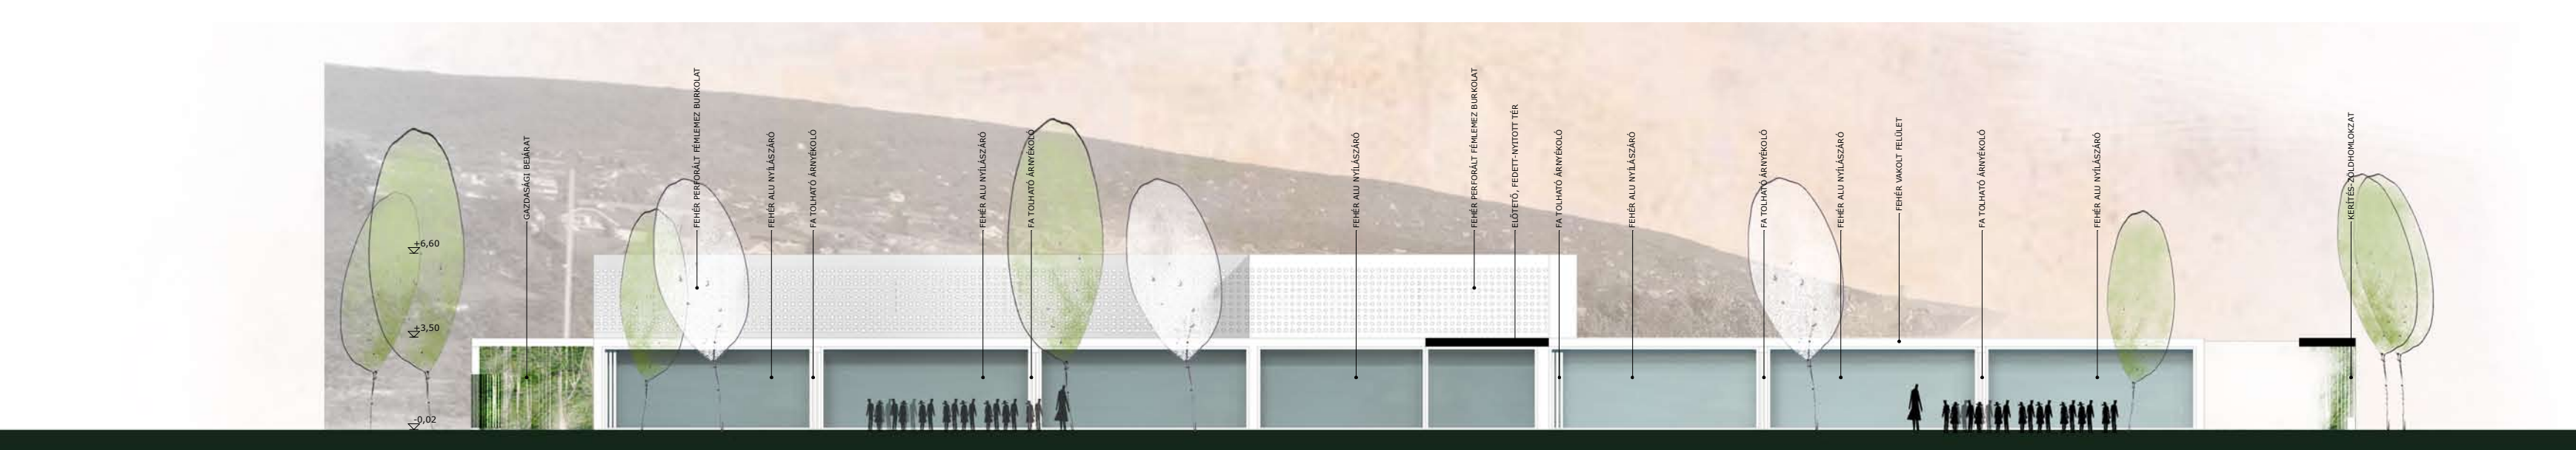 GAZDASÁGI BEJÁRAT
FEHÉR PERFORÁLT FÉMLEMEZ BURKOLAT
FEHÉR ALU NYÍLÁSZÁRÓ
FA TOLHATÓ ÁRNYÉKOLÓ
FEHÉR ALU NYÍLÁSZÁRÓ
FA TOLHATÓ ÁRNYÉKOLÓ
FEHÉR ALU NYÍLÁSZÁRÓ
FEHÉR PERFORÁLT FÉMLEMEZ BURKOLAT
ELŐTETŐ, FEDETT-NYITOTT TÉR
FA TOLHATÓ ÁRNYÉKOLÓ
FEHÉR ALU NYÍLÁSZÁRÓ
FA TOLHATÓ ÁRNYÉKOLÓ
FEHÉR ALU NYÍLÁSZÁRÓ
FEHÉR VAKOLT FELÜLET
FA TOLHATÓ ÁRNYÉKOLÓ
FEHÉR ALU NYÍLÁSZÁRÓ
KERÍTÉS-ZÖLDHOMLOKZAT
+6,60
+3,50
-0,02